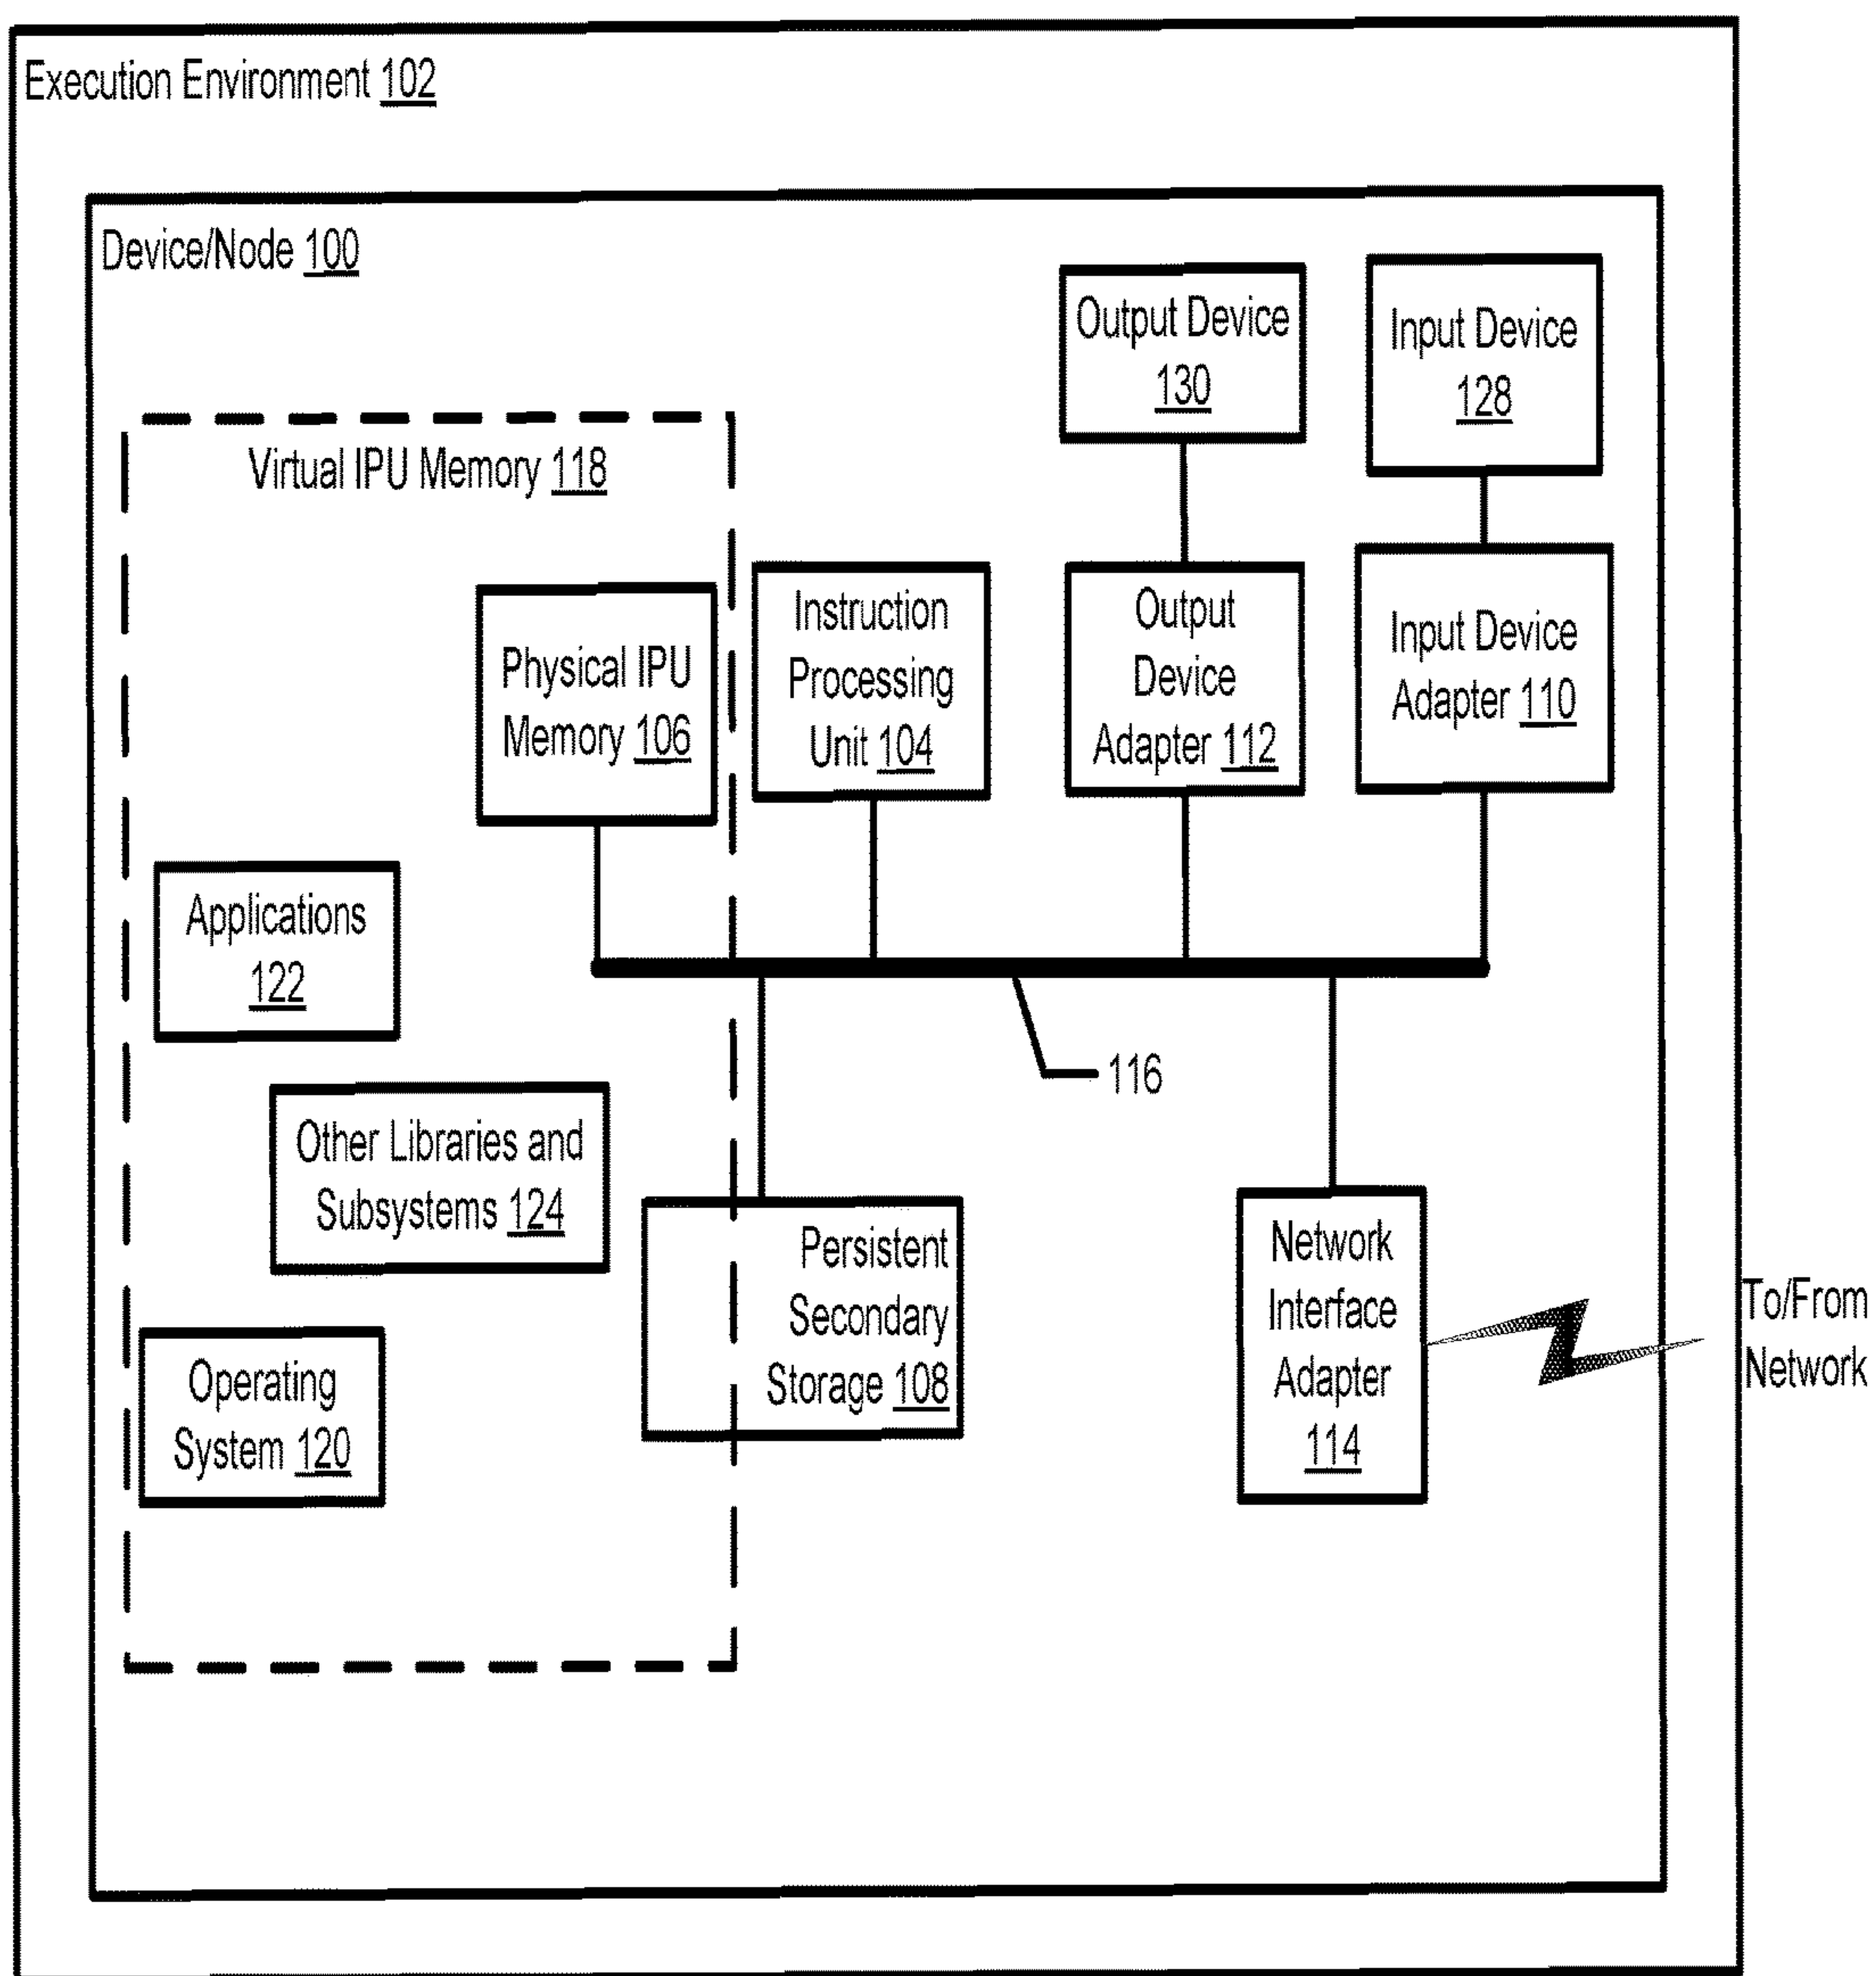 Execution Environment 102
Device/Node 100
Output Device
130
Input Device
128
Virtual IPU Memory 118
Physical IPU
Memory 106
Instruction
Processing
Unit 104
Output
Device
Adapter 112
Input Device
Adapter 110
Applications
122
116
Other Libraries and
Subsystems 124
Persistent
Secondary
Storage 108
Network
Interface
Adapter
114
To/From
Network
Operating
System 120